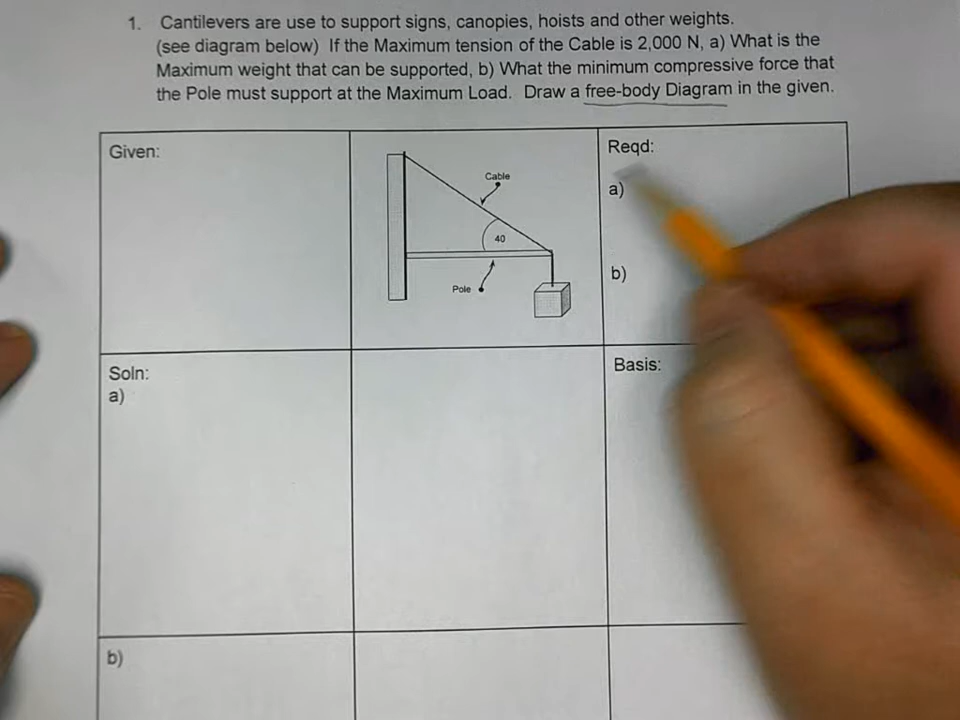 1. Cantilevers are use to support signs, canopies, hoists and other weights.
(see diagram below) If the Maximum tension of the Cable is 2,000 N, a) What is the
Maximum weight that can be supported, b) What the minimum compressive force that
the Pole must support at the Maximum Load. Draw a free-body Diagram in the given.
Given:
Cable
40
Pole
Reqd:
a)
b)
Soln:
a)
Basis:
b)